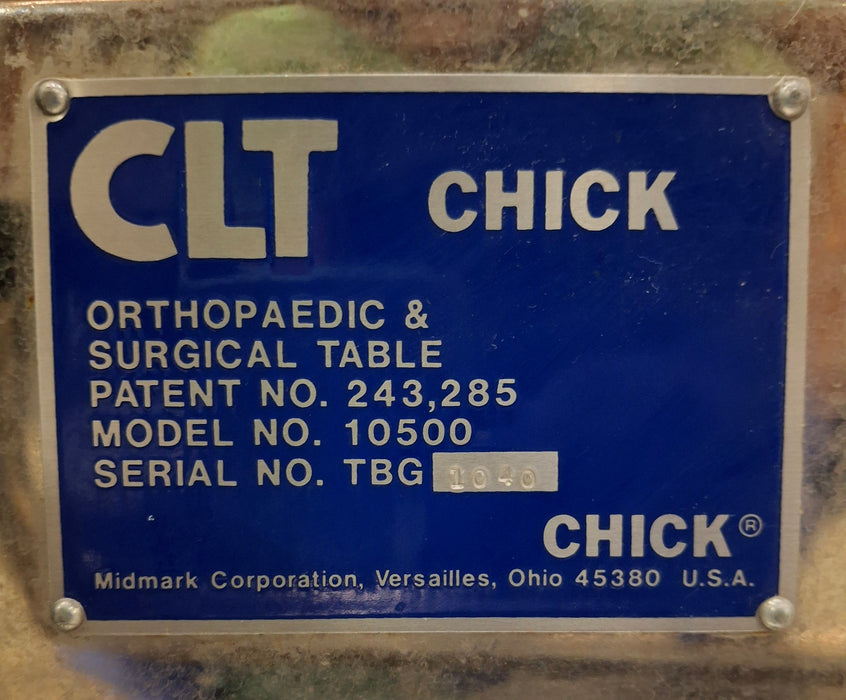 CLT CHICK
ORTHOPAEDIC &
SURGICAL TABLE
PATENT NO. 243,285
MODEL NO. 10500
SERIAL NO. TBG 1040
CHICK®
Midmark Corporation, Versailles, Ohio 45380 U.S.A.